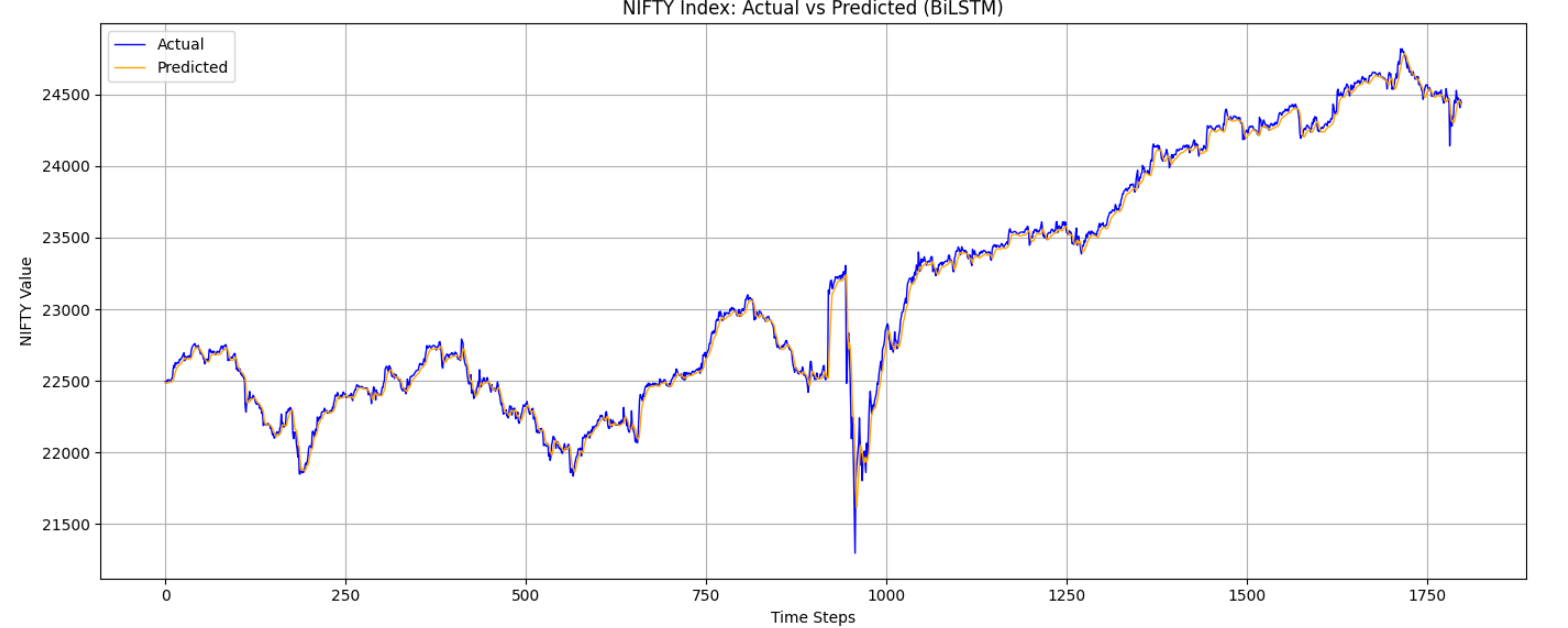 NIFTY Index: Actual vs Predicted (BiLSTM)
Actual
Predicted
24500
24000
23500
23000
22500
22000
21500
NIFTY Value
0 250 500 750 1000 1250 1500 1750
Time Steps